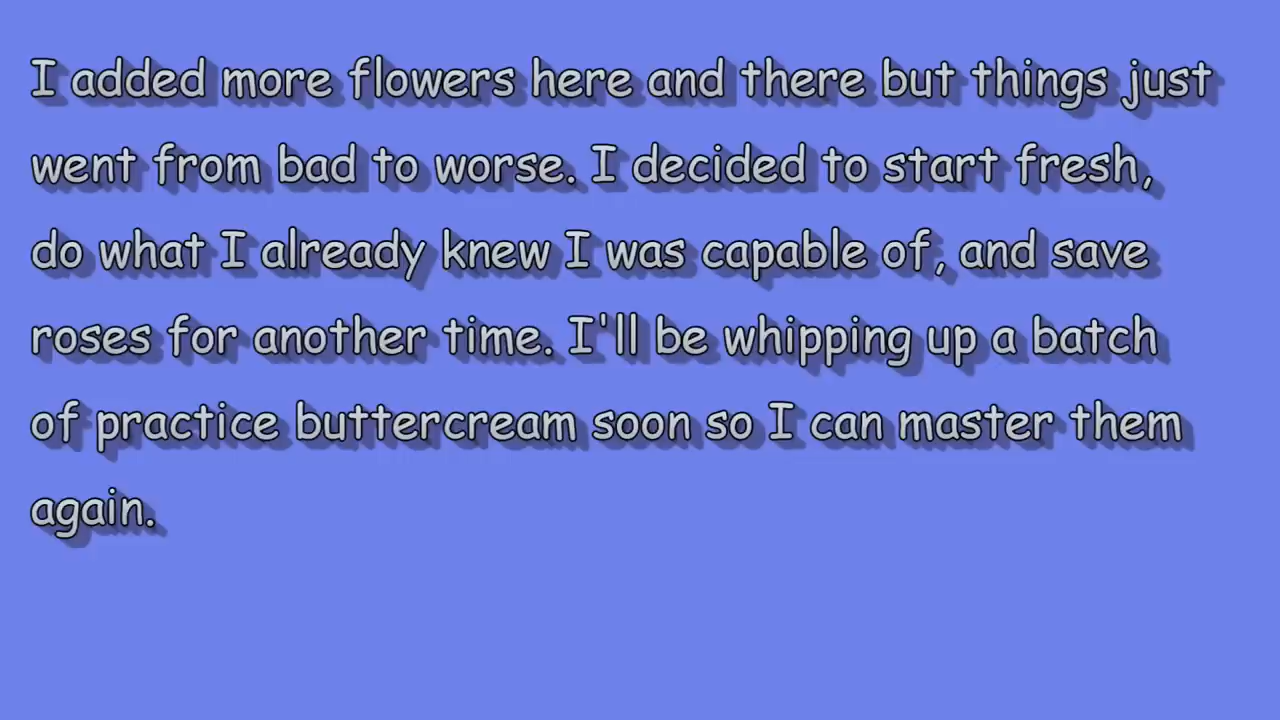 I added more flowers here and there but things just
went from bad to worse. I decided to start fresh,
do what I already knew I was capable of, and save
roses for another time. I'll be whipping up a batch
of practice buttercream soon so I can master them
again.